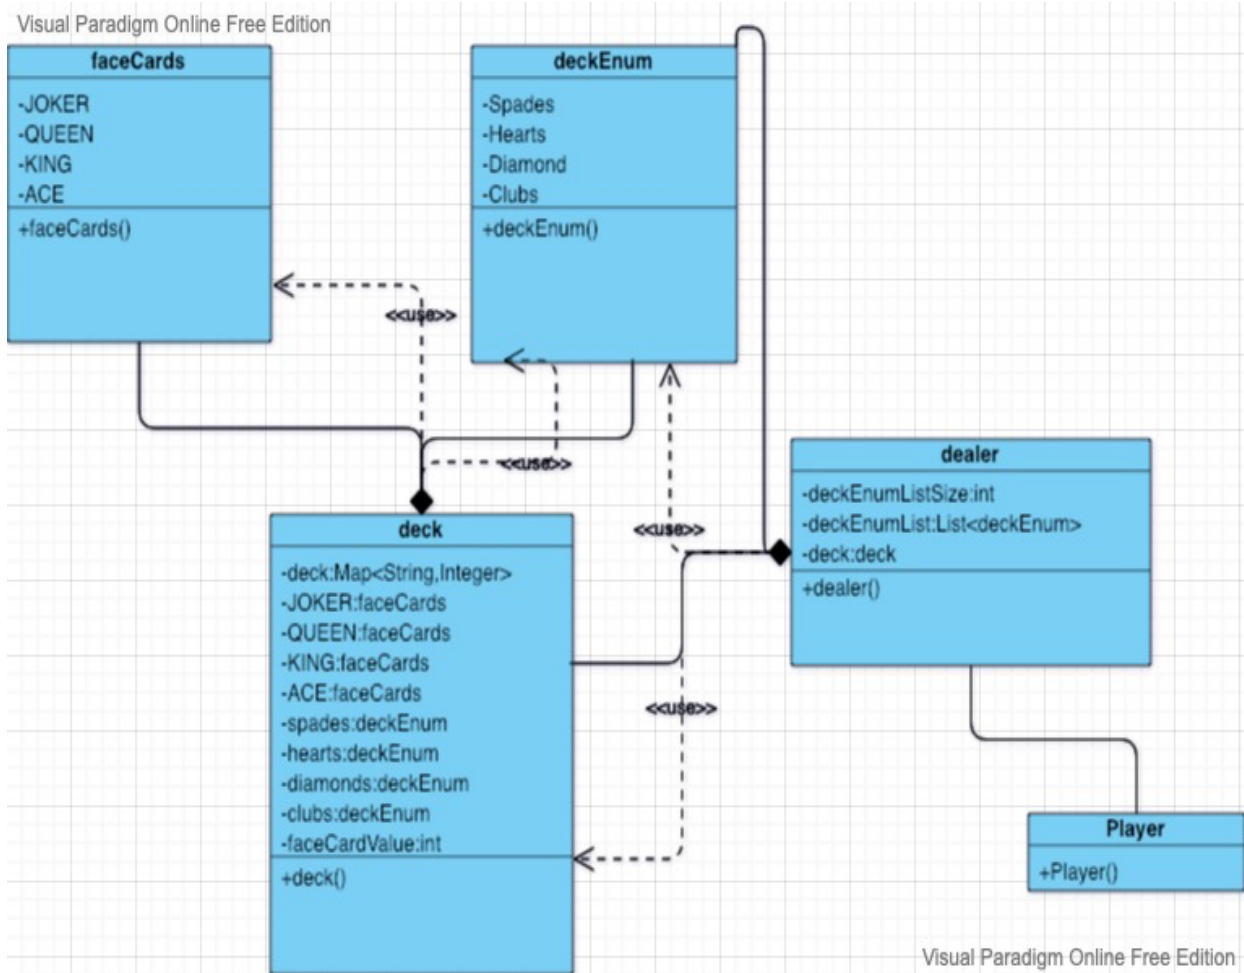 Visual Paradigm Online Free Edition
faceCards
-JOKER
-QUEEN
-KING
-ACE
+faceCards()
deckEnum
-Spades
-Hearts
-Diamond
-Clubs
+deckEnum()
<<use>>
<<use>>
<<use>>
<<use>>
dealer
-deckEnumListSize:int
-deckEnumList:List<deckEnum>
-deck:deck
+dealer()
deck
-deck:Map<String,Integer>
-JOKER:faceCards
-QUEEN:faceCards
-KING:faceCards
-ACE:faceCards
-spades:deckEnum
-hearts:deckEnum
-diamonds:deckEnum
-clubs:deckEnum
-faceCardValue:int
+deck()
Player
+Player()
Visual Paradigm Online Free Edition